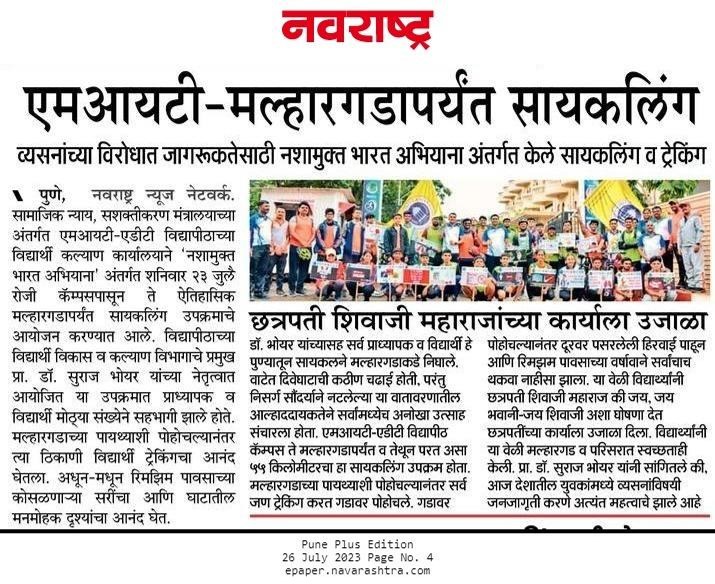 नवराष्ट्र
एमआयटी-मल्हारगडापर्यंत सायकलिंग
व्यसनांच्या विरोधात जागरूकतेसाठी नशामुक्त भारत अभियाना अंतर्गत केले सायकलिंग व ट्रेकिंग
पुणे, नवराष्ट्र न्यूज नेटवर्क.
सामाजिक न्याय, सशक्तीकरण मंत्रालयाच्या
अंतर्गत एमआयटी-एडीटी विद्यापीठाच्या
विद्यार्थी कल्याण कार्यालयाने 'नशामुक्त
भारत अभियाना' अंतर्गत शनिवार २३ जुलै
रोजी कॅम्पसपासून ते ऐतिहासिक
मल्हारगडापर्यंत सायकलिंग उपक्रमाचे
आयोजन करण्यात आले. विद्यापीठाच्या
विद्यार्थी विकास व कल्याण विभागाचे प्रमुख
प्रा. डॉ. सुराज भोयर यांच्या नेतृत्वात
आयोजित या उपक्रमात प्राध्यापक व
विद्यार्थी मोठ्या संख्येने सहभागी झाले होते.
मल्हारगडाच्या पायथ्याशी पोहोचल्यानंतर
त्या ठिकाणी विद्यार्थी ट्रेकिंगचा आनंद
घेतला. अधून-मधून रिमझिम पावसाच्या
कोसळणाऱ्या सरींचा आणि घाटातील
मनमोहक दृश्यांचा आनंद घेत.
छत्रपती शिवाजी महाराजांच्या कार्याला उजाळा
डॉ. भोयर यांच्यासह सर्व प्राध्यापक व विद्यार्थी हे
पुण्यातून सायकलने मल्हारगडाकडे निघाले.
वाटेत दिवेघाटाची कठीण चढाई होती, परंतु
निसर्ग सौंदर्याने नटलेल्या या वातावरणातील
आल्हाददायकतेने सर्वामध्येच अनोखा उत्साह
संचारला होता. एमआयटी-एडीटी विद्यापीठ
कॅम्पस ते मल्हारगडापर्यंत व तेथून परत असा
५५ किलोमीटरचा हा सायकलिंग उपक्रम होता.
मल्हारगडाच्या पायथ्याशी पोहोचल्यानंतर सर्व
जण ट्रेकिंग करत गडावर पोहोचले. गडावर
पोहोचल्यानंतर दूरवर पसरलेली हिरवाई पाहून
आणि रिमझिम पावसाच्या वर्षावाने सर्वांचाच
थकवा नाहीसा झाला. या वेळी विद्यार्थ्यांनी
छत्रपती शिवाजी महाराज की जय, जय
भवानी-जय शिवाजी अशा घोषणा देत
छत्रपतींच्या कार्याला उजाळा दिला. विद्यार्थ्यांनी
या वेळी मल्हारगड व परिसरात स्वच्छताही
केली. प्रा. डॉ. सुराज भोयर यांनी सांगितले की,
आज देशातील युवकांमध्ये व्यसनांविषयी
जनजागृती करणे अत्यंत महत्वाचे झाले आहे
Pune Plus Edition
26 July 2023 Page No. 4
epaper.navarashtra.com